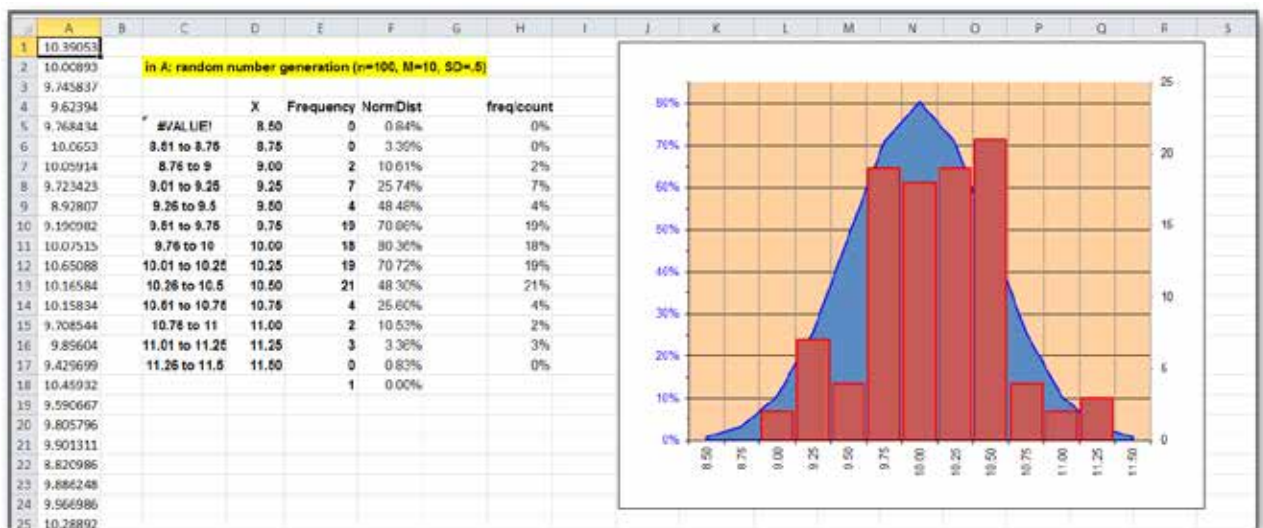 A B C D E F G H I J K L M N O P Q R S
1 10.39053
2 10.00893 in A: random number generation (n=100, M=10, SD=.5)
3 9.745837
4 9.62394 X Frequency NormDist freq/count
5 9.768434 #VALUE! 8.50 0 0.84% 0%
6 10.0653 8.51 to 8.75 8.75 0 3.39% 0%
7 10.05914 8.76 to 9 9.00 2 10.61% 2%
8 9.723423 9.01 to 9.25 9.25 7 25.74% 7%
9 8.92807 9.26 to 9.5 9.50 4 48.48% 4%
10 9.190982 9.51 to 9.75 9.75 19 70.86% 19%
11 10.07515 9.76 to 10 10.00 18 80.36% 18%
12 10.65088 10.01 to 10.25 10.25 19 70.72% 19%
13 10.16584 10.26 to 10.5 10.50 21 48.30% 21%
14 10.15834 10.51 to 10.75 10.75 4 25.60% 4%
15 9.708544 10.76 to 11 11.00 2 10.53% 2%
16 9.89604 11.01 to 11.25 11.25 3 3.36% 3%
17 9.429699 11.26 to 11.5 11.50 0 0.83% 0%
18 10.45932 1 0.00%
19 9.590667
20 9.805796
21 9.901311
22 8.820986
23 9.886248
24 9.966986
25 10.28892
25
80%
70% 20
60%
50% 15
40%
30% 10
20% 5
10%
0% 0
8.50 8.75 9.00 9.25 9.50 9.75 10.00 10.25 10.50 10.75 11.00 11.25 11.50